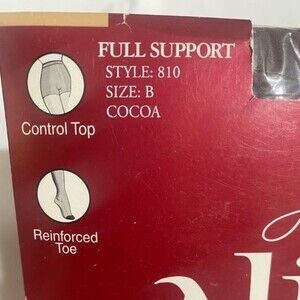 FULL SUPPORT
STYLE: 810
SIZE: B
COCOA
Control Top
Reinforced
Toe